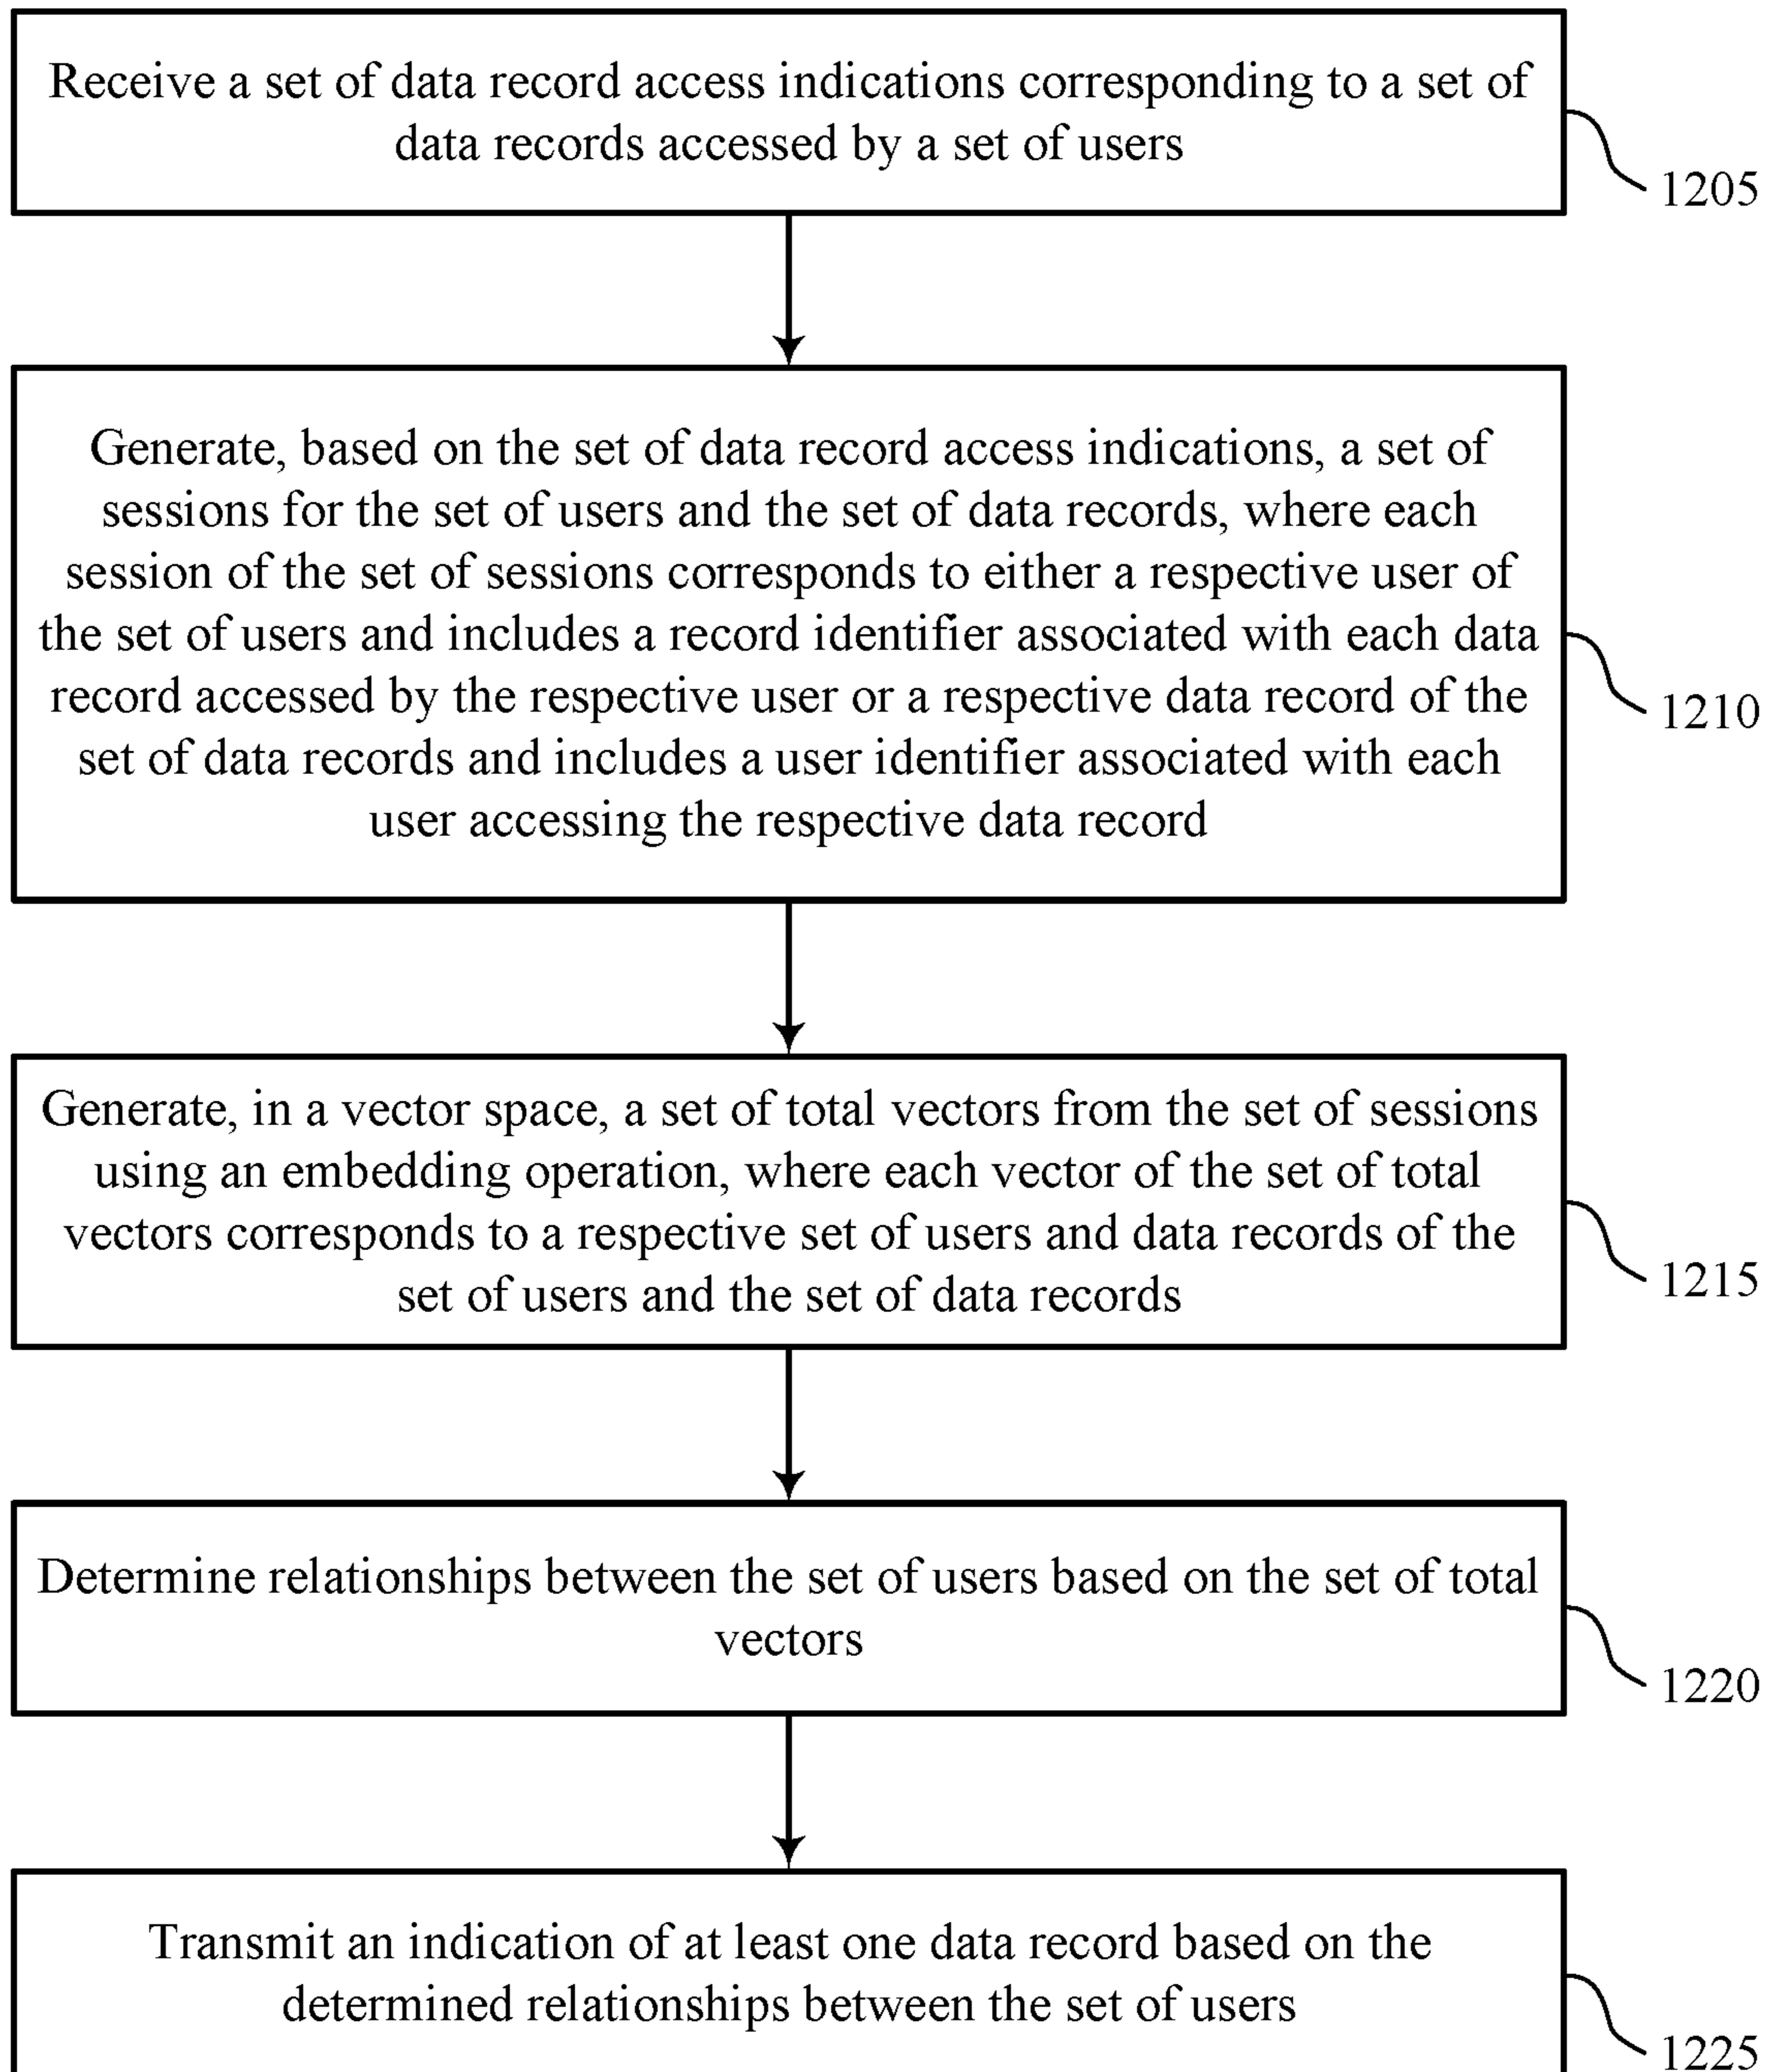 Receive a set of data record access indications corresponding to a set of
data records accessed by a set of users
1205
Generate, based on the set of data record access indications, a set of
sessions for the set of users and the set of data records, where each
session of the set of sessions corresponds to either a respective user of
the set of users and includes a record identifier associated with each data
record accessed by the respective user or a respective data record of the
set of data records and includes a user identifier associated with each
user accessing the respective data record
1210
Generate, in a vector space, a set of total vectors from the set of sessions
using an embedding operation, where each vector of the set of total
vectors corresponds to a respective set of users and data records of the
set of users and the set of data records
1215
Determine relationships between the set of users based on the set of total
vectors
1220
Transmit an indication of at least one data record based on the
determined relationships between the set of users
1225